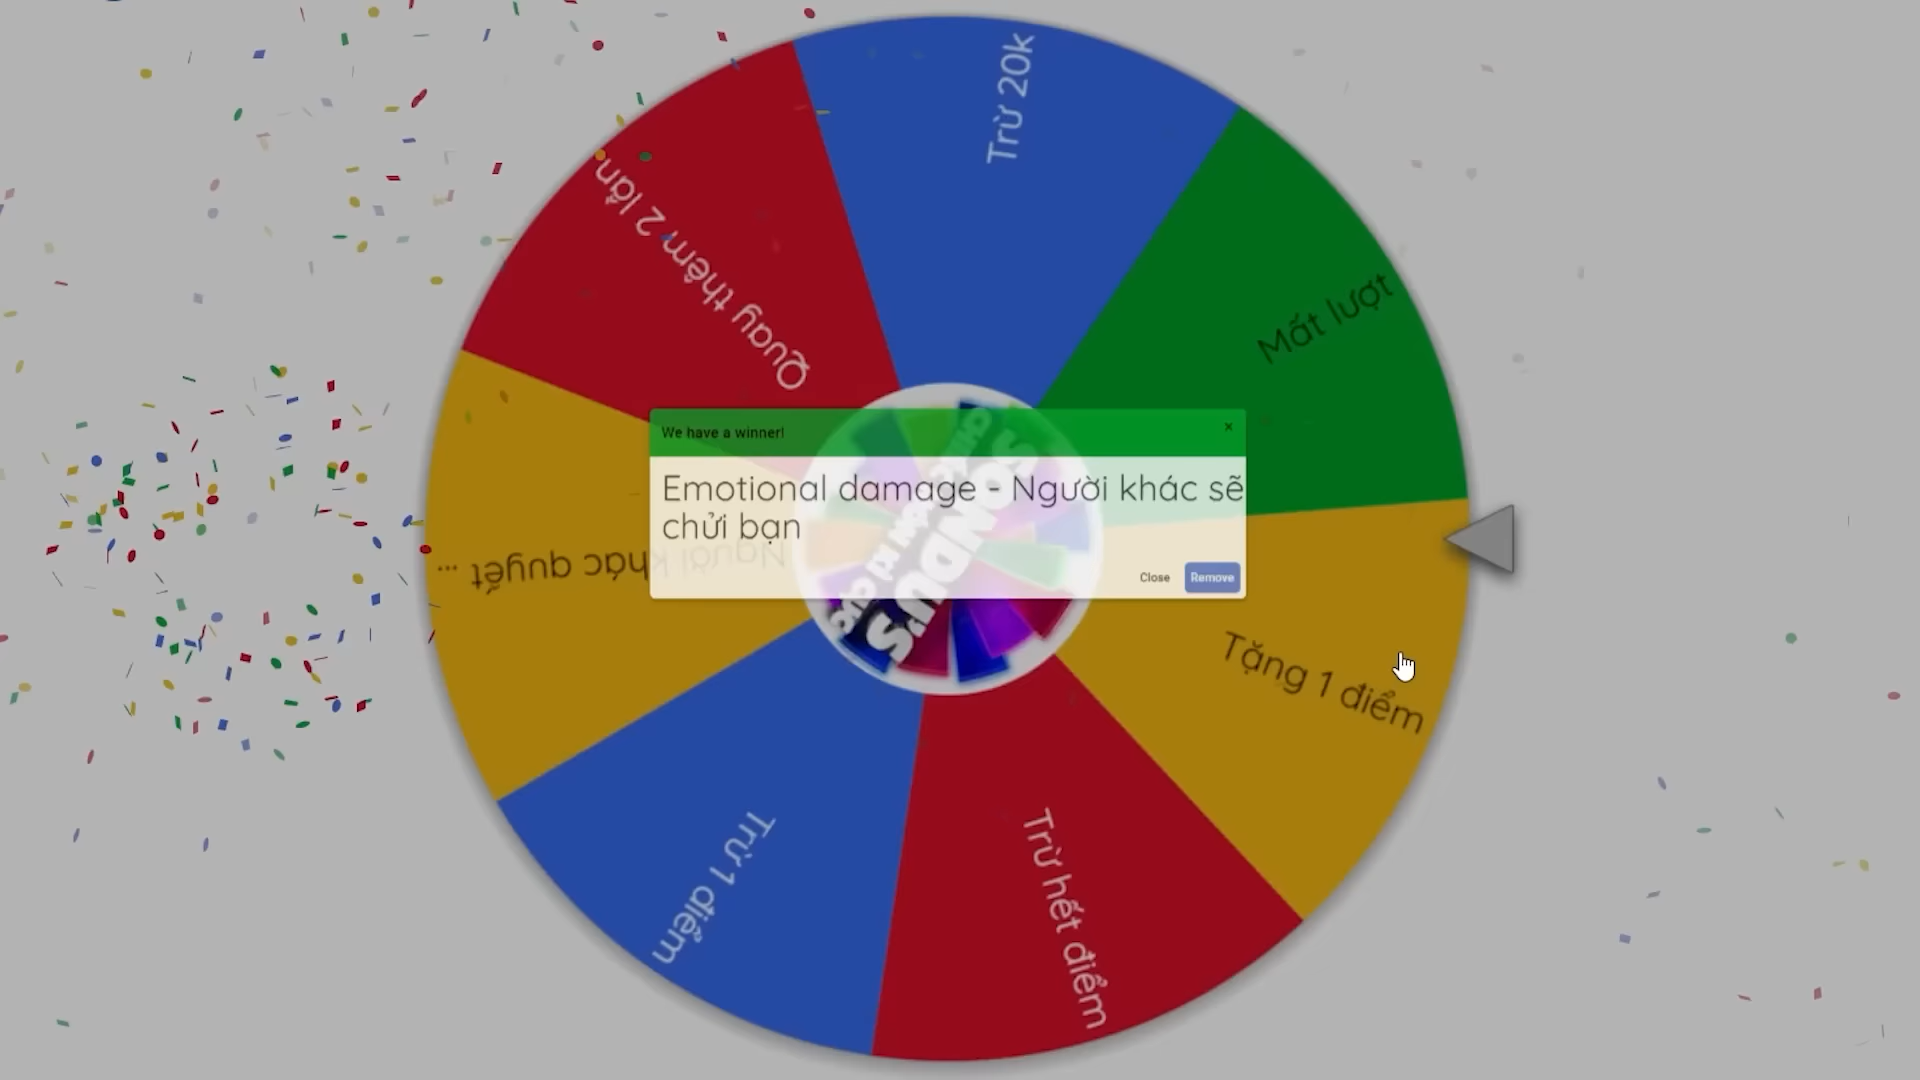 Trừ 20k
Quay thêm 2 lần
Mất lượt
We have a winner!
×
Emotional damage - Người khác sẽ
chửi bạn
Close
Remove
Người khác quyết ...
Tặng 1 điểm
Trừ 1 điểm
Trừ hết điểm